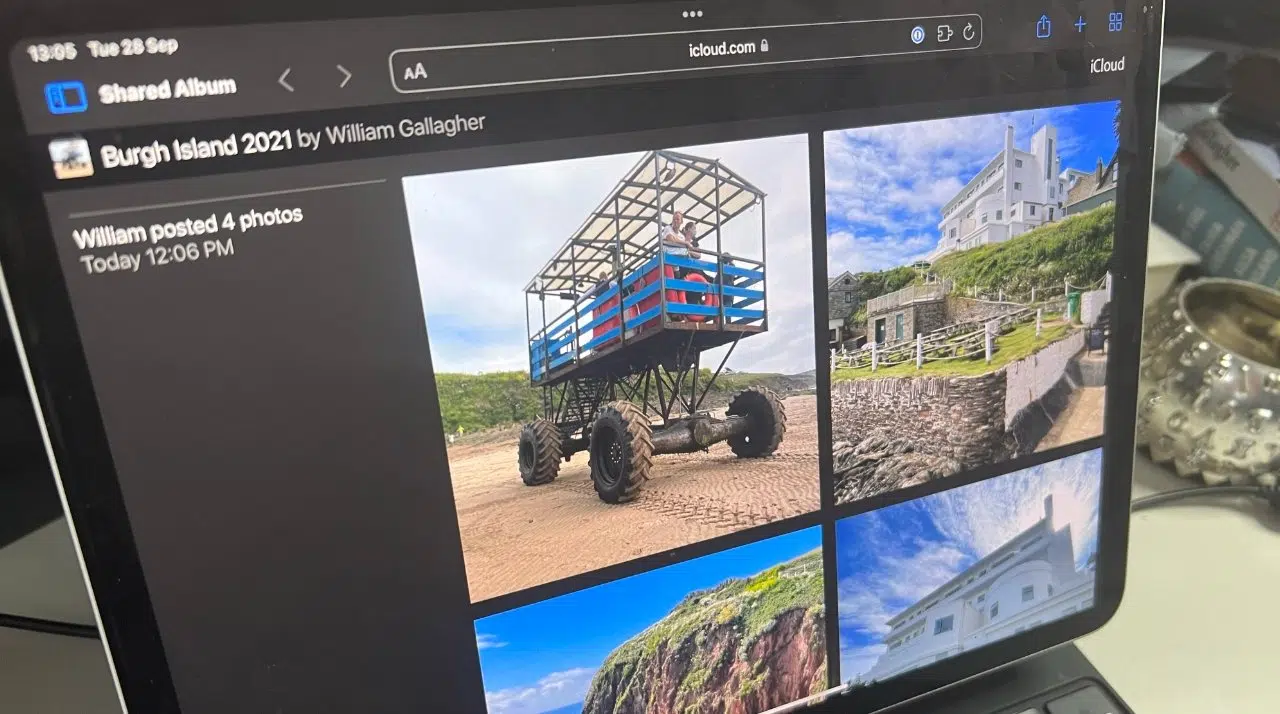 13:05 Tue 28 Sep
Shared Album
AA
icloud.com
iCloud
Burgh Island 2021 by William Gallagher
William posted 4 photos
Today 12:06 PM